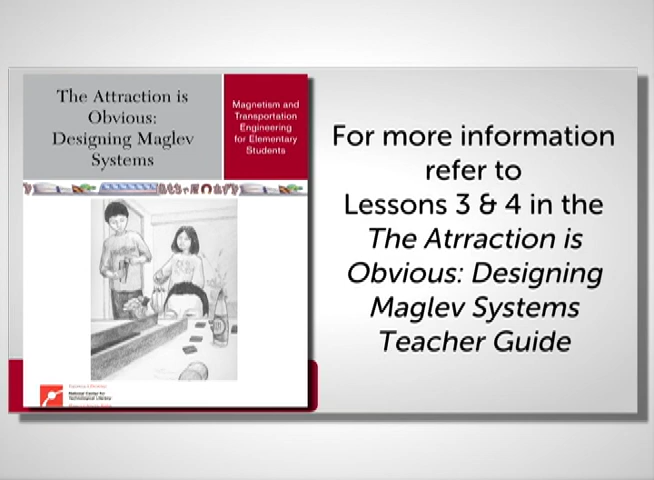 The Attraction is
Obvious:
Designing Maglev
Systems
Magnetism and
Transportation
Engineering
for Elementary
Students
National Center for
Technological Literacy
For more information
refer to
Lessons 3 & 4 in the
The Atrraction is
Obvious: Designing
Maglev Systems
Teacher Guide